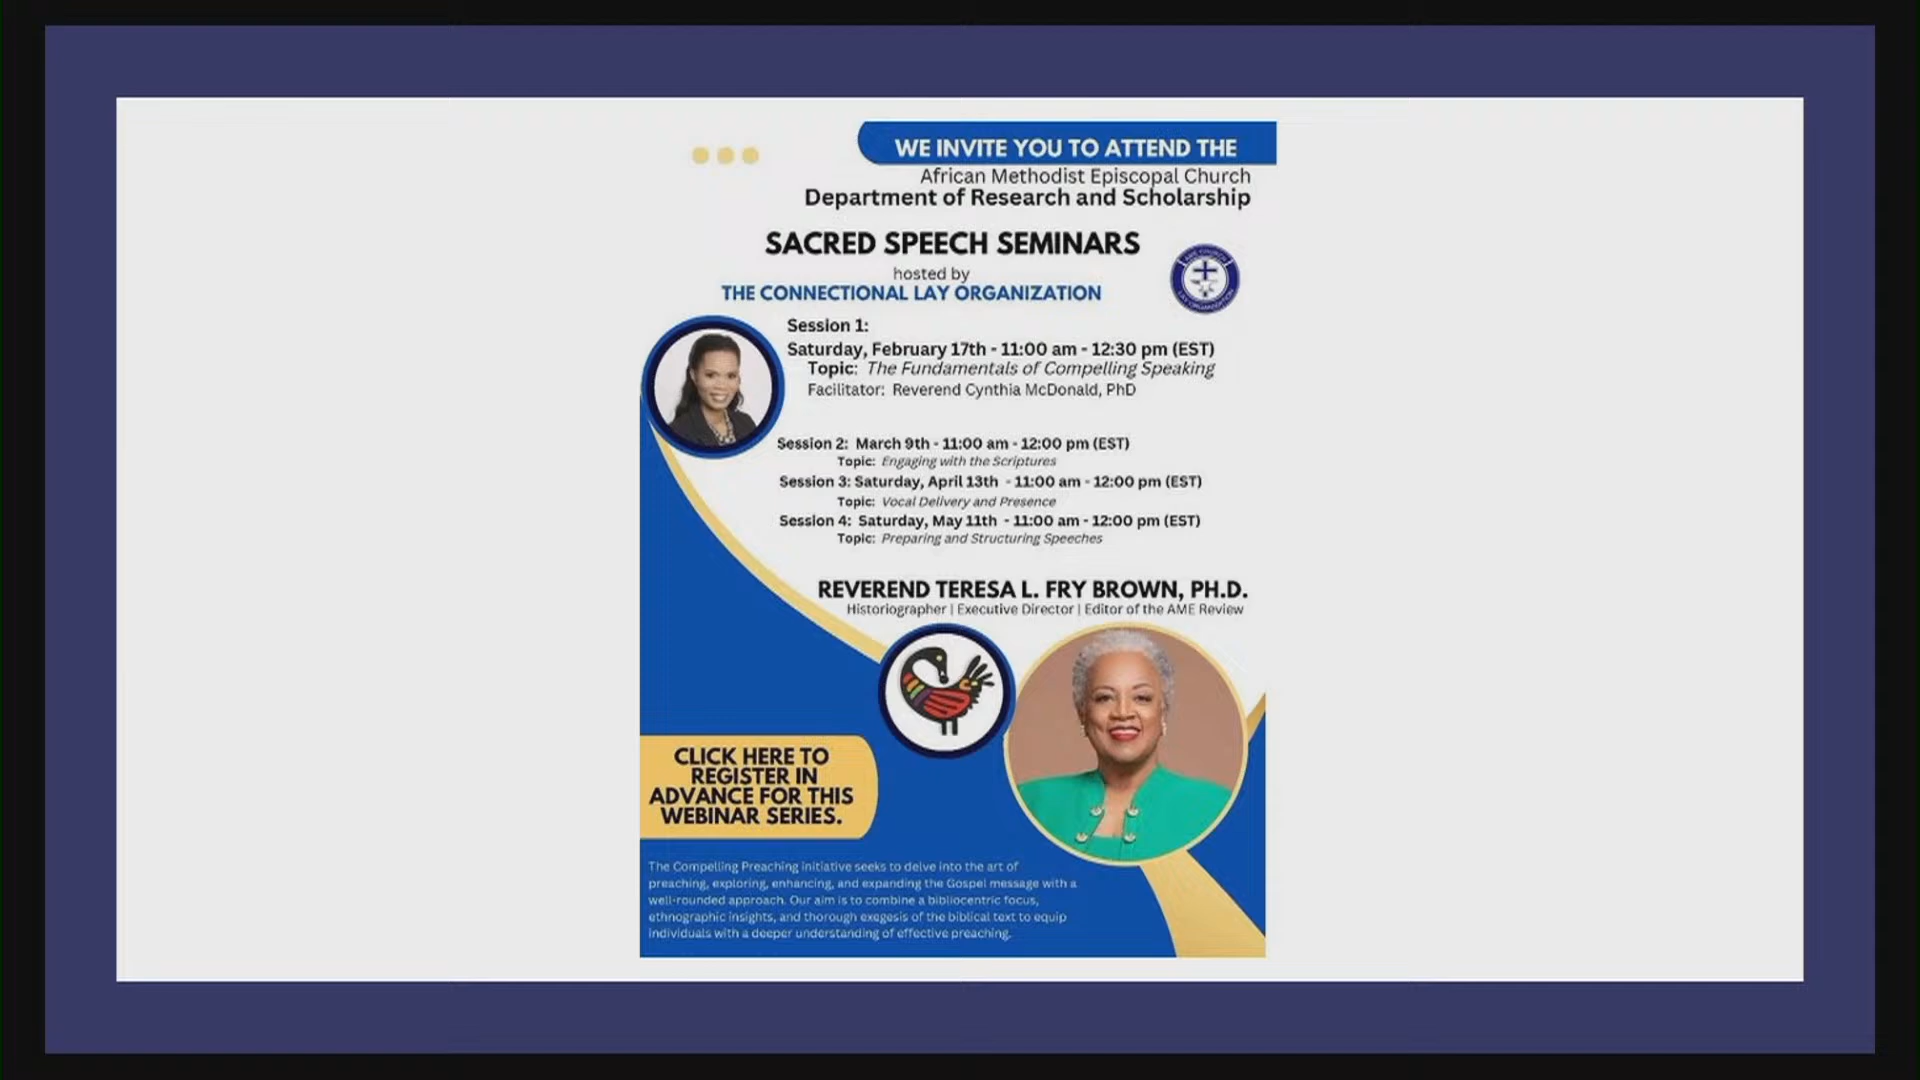 WE INVITE YOU TO ATTEND THE
African Methodist Episcopal Church
Department of Research and Scholarship
SACRED SPEECH SEMINARS
hosted by
THE CONNECTIONAL LAY ORGANIZATION
AME CHURCH
LAY ORGANIZATION
Session 1:
Saturday, February 17th - 11:00 am - 12:30 pm (EST)
Topic: The Fundamentals of Compelling Speaking
Facilitator: Reverend Cynthia McDonald, PhD
Session 2: March 9th - 11:00 am - 12:00 pm (EST)
Topic: Engaging with the Scriptures
Session 3: Saturday, April 13th - 11:00 am - 12:00 pm (EST)
Topic: Vocal Delivery and Presence
Session 4: Saturday, May 11th - 11:00 am - 12:00 pm (EST)
Topic: Preparing and Structuring Speeches
REVEREND TERESA L. FRY BROWN, PH.D.
Historiographer | Executive Director | Editor of the AME Review
CLICK HERE TO
REGISTER IN
ADVANCE FOR THIS
WEBINAR SERIES.
The Compelling Preaching initiative seeks to delve into the art of
preaching, exploring, enhancing, and expanding the Gospel message with a
well-rounded approach. Our aim is to combine a bibliocentric focus,
ethnographic insights, and thorough exegesis of the biblical text to equip
individuals with a deeper understanding of effective preaching.